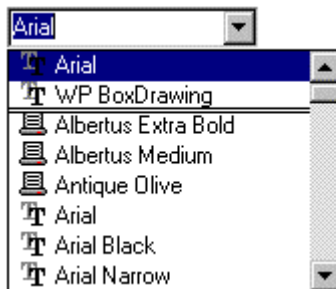 Arial
Arial
WP BoxDrawing
Albertus Extra Bold
Albertus Medium
Antique Olive
Arial
Arial Black
Arial Narrow